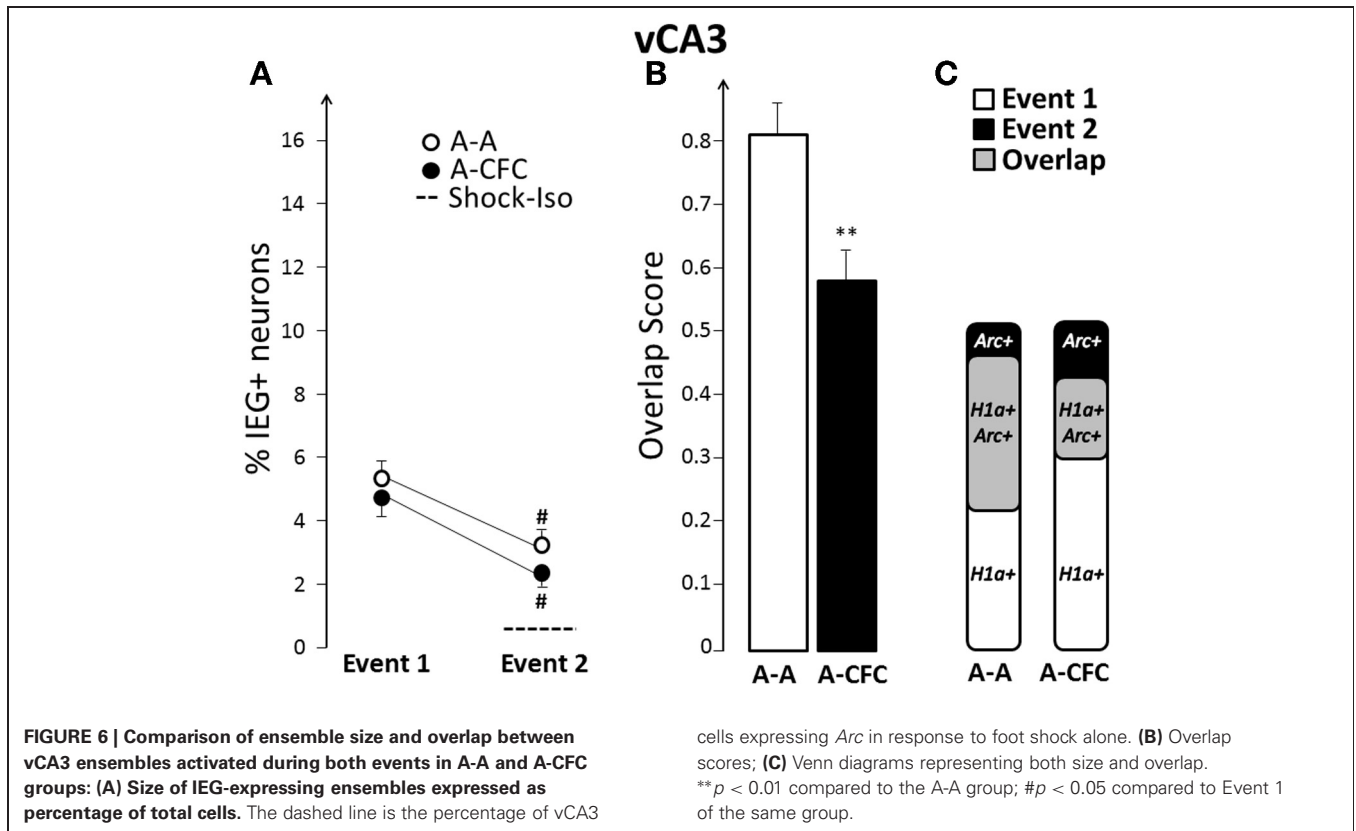 vCA3
A
B
C
% IEG+ neurons
16
14
12
10
8
6
4
2
0
A-A
A-CFC
Shock-Iso
#
#
Event 1
Event 2
Overlap Score
0.8
0.7
0.6
0.5
0.4
0.3
0.2
0.1
0
**
A-A
A-CFC
Event 1
Event 2
Overlap
Arc+
H1a+
Arc+
H1a+
Arc+
H1a+
Arc+
H1a+
A-A
A-CFC
FIGURE 6 | Comparison of ensemble size and overlap between
vCA3 ensembles activated during both events in A-A and A-CFC
groups: (A) Size of IEG-expressing ensembles expressed as
percentage of total cells. The dashed line is the percentage of vCA3
cells expressing Arc in response to foot shock alone. (B) Overlap
scores; (C) Venn diagrams representing both size and overlap.
**p < 0.01 compared to the A-A group; #p < 0.05 compared to Event 1
of the same group.